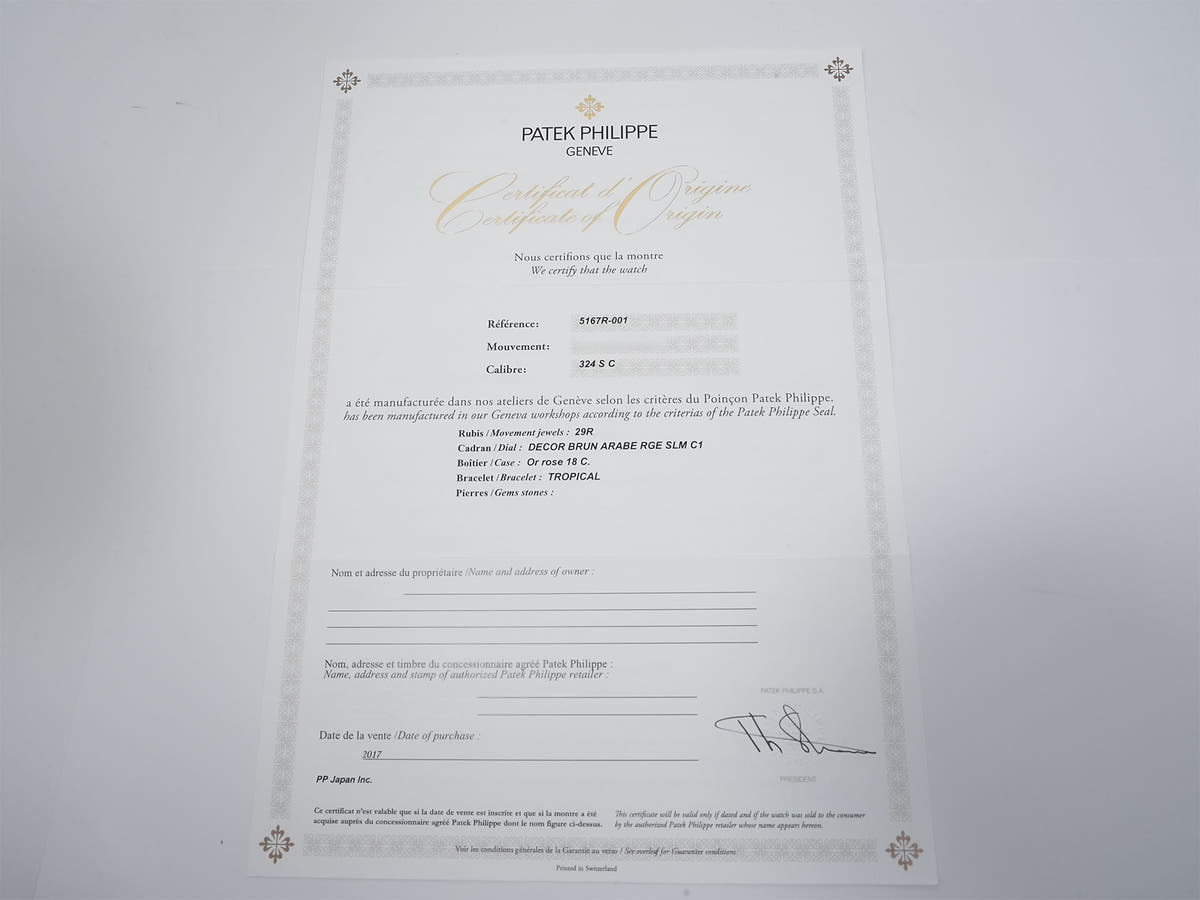 PATEK PHILIPPE
GENEVE
Certificat d'Origine
Certificate of Origin
Nous certifions que la montre
We certify that the watch
Référence: 5167R-001
Mouvement:
Calibre: 324 S C
a été manufacturée dans nos ateliers de Genève selon les critères du Poinçon Patek Philippe.
has been manufactured in our Geneva workshops according to the criterias of the Patek Philippe Seal.
Rubis / Movement jewels : 29R
Cadran / Dial : DECOR BRUN ARABE RGE SLM C1
Boîtier / Case : Or rose 18 C.
Bracelet / Bracelet : TROPICAL
Pierres / Gems stones :
Nom et adresse du propriétaire / Name and address of owner :
Nom, adresse et timbre du concessionnaire agréé Patek Philippe :
Name, address and stamp of authorized Patek Philippe retailer :
PATEK PHILIPPE S.A.
Date de la vente / Date of purchase :
2017
PRESIDENT
PP Japan Inc.
Ce certificat n'est valable que si la date de vente est inscrite et que si la montre a été
acquise auprès du concessionnaire agréé Patek Philippe dont le nom figure ci-dessus.
This certificate will be valid only if dated and if the watch was sold to the consumer
by the authorized Patek Philippe retailer whose name appears hereon.
Voir les conditions générales de la Garantie au verso / See overleaf for Guarantee conditions
Printed in Switzerland